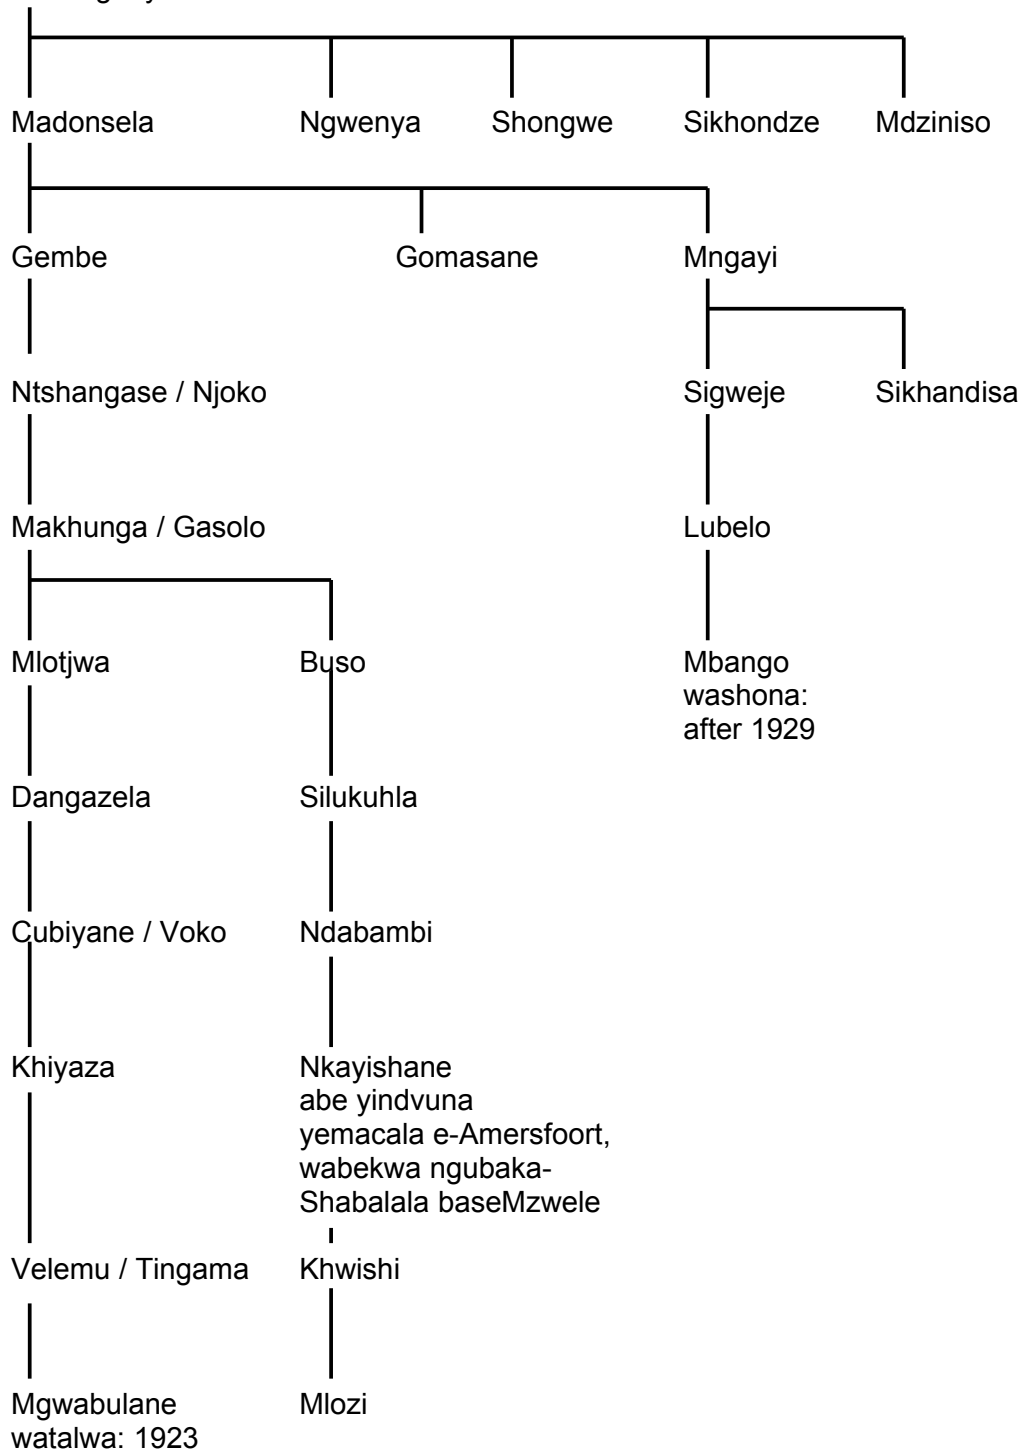 Madonsela Ngwenya Shongwe Sikhondze Mdziniso
Gembe Gomasane Mngayi
Ntshangase / Njoko Sigweje Sikhandisa
Makhunga / Gasolo Lubelo
Mlotjwa Buso Mbango
washona:
after 1929
Dangazela Silukuhla
Cubiyane / Voko Ndabambi
Khiyaza Nkayishane
abe yindvuna
yemacala e-Amersfoort,
wabekwa ngubaka-
Shabalala baseMzwele
Velemu / Tingama Khwishi
Mgwabulane Mlozi
watalwa: 1923